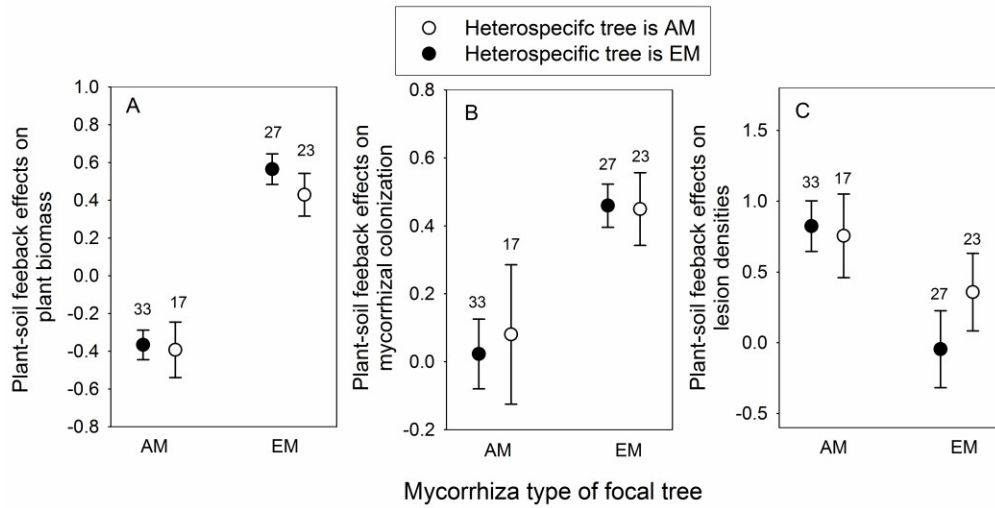 Heterospecifc tree is AM
Heterospecific tree is EM
Plant-soil feeback effects on
plant biomass
1.0
0.8
0.6
0.4
0.2
0.0
-0.2
-0.4
-0.6
-0.8
A
33
17
27
23
AM
EM
Plant-soil feeback effects on
mycorrhizal colonization
0.8
0.6
0.4
0.2
0.0
-0.2
B
33
17
27
23
AM
EM
Plant-soil feeback effects on
lesion densities
1.5
1.0
0.5
0.0
-0.5
C
33
17
27
23
AM
EM
Mycorrhiza type of focal tree